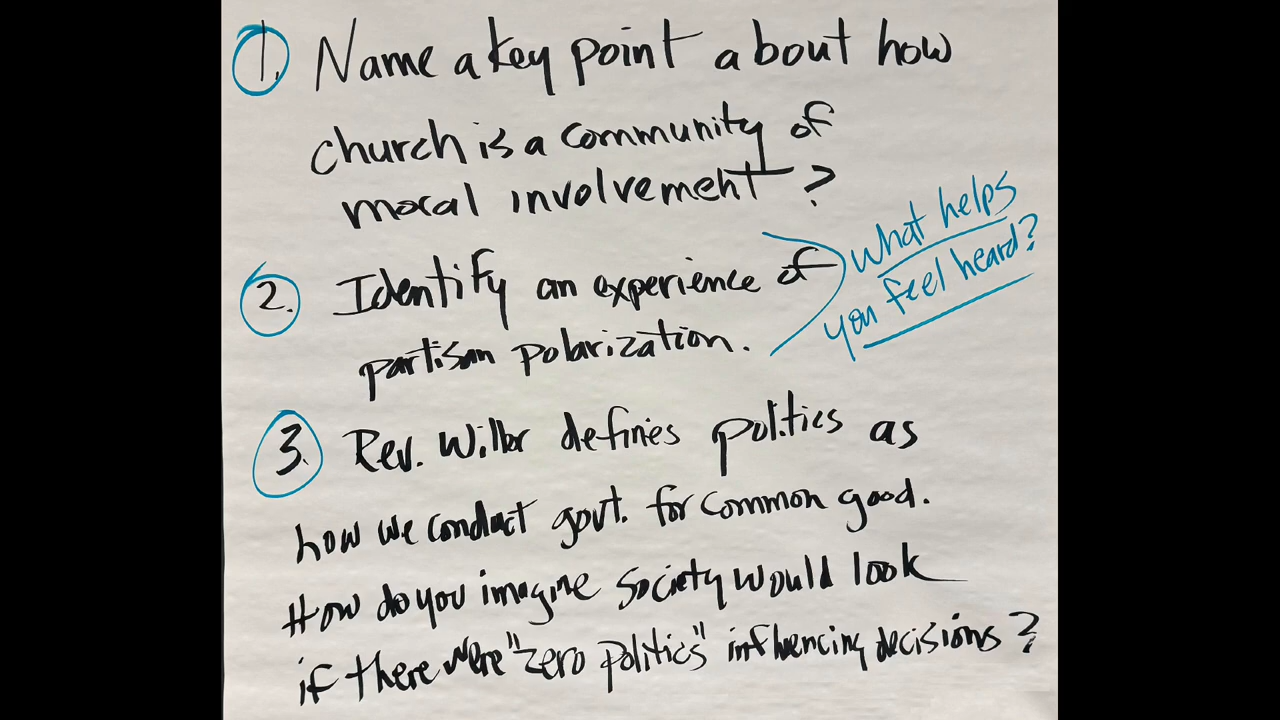 1. Name a key point about how
church is a community of
moral involvement?
2. Identify an experience of
partisan polarization.
What helps
you feel heard?
3. Rev. Wilbr defines politics as
how we conduct govt. for common good.
How do you imagine society would look
if there were "zero politics" influencing decisions?